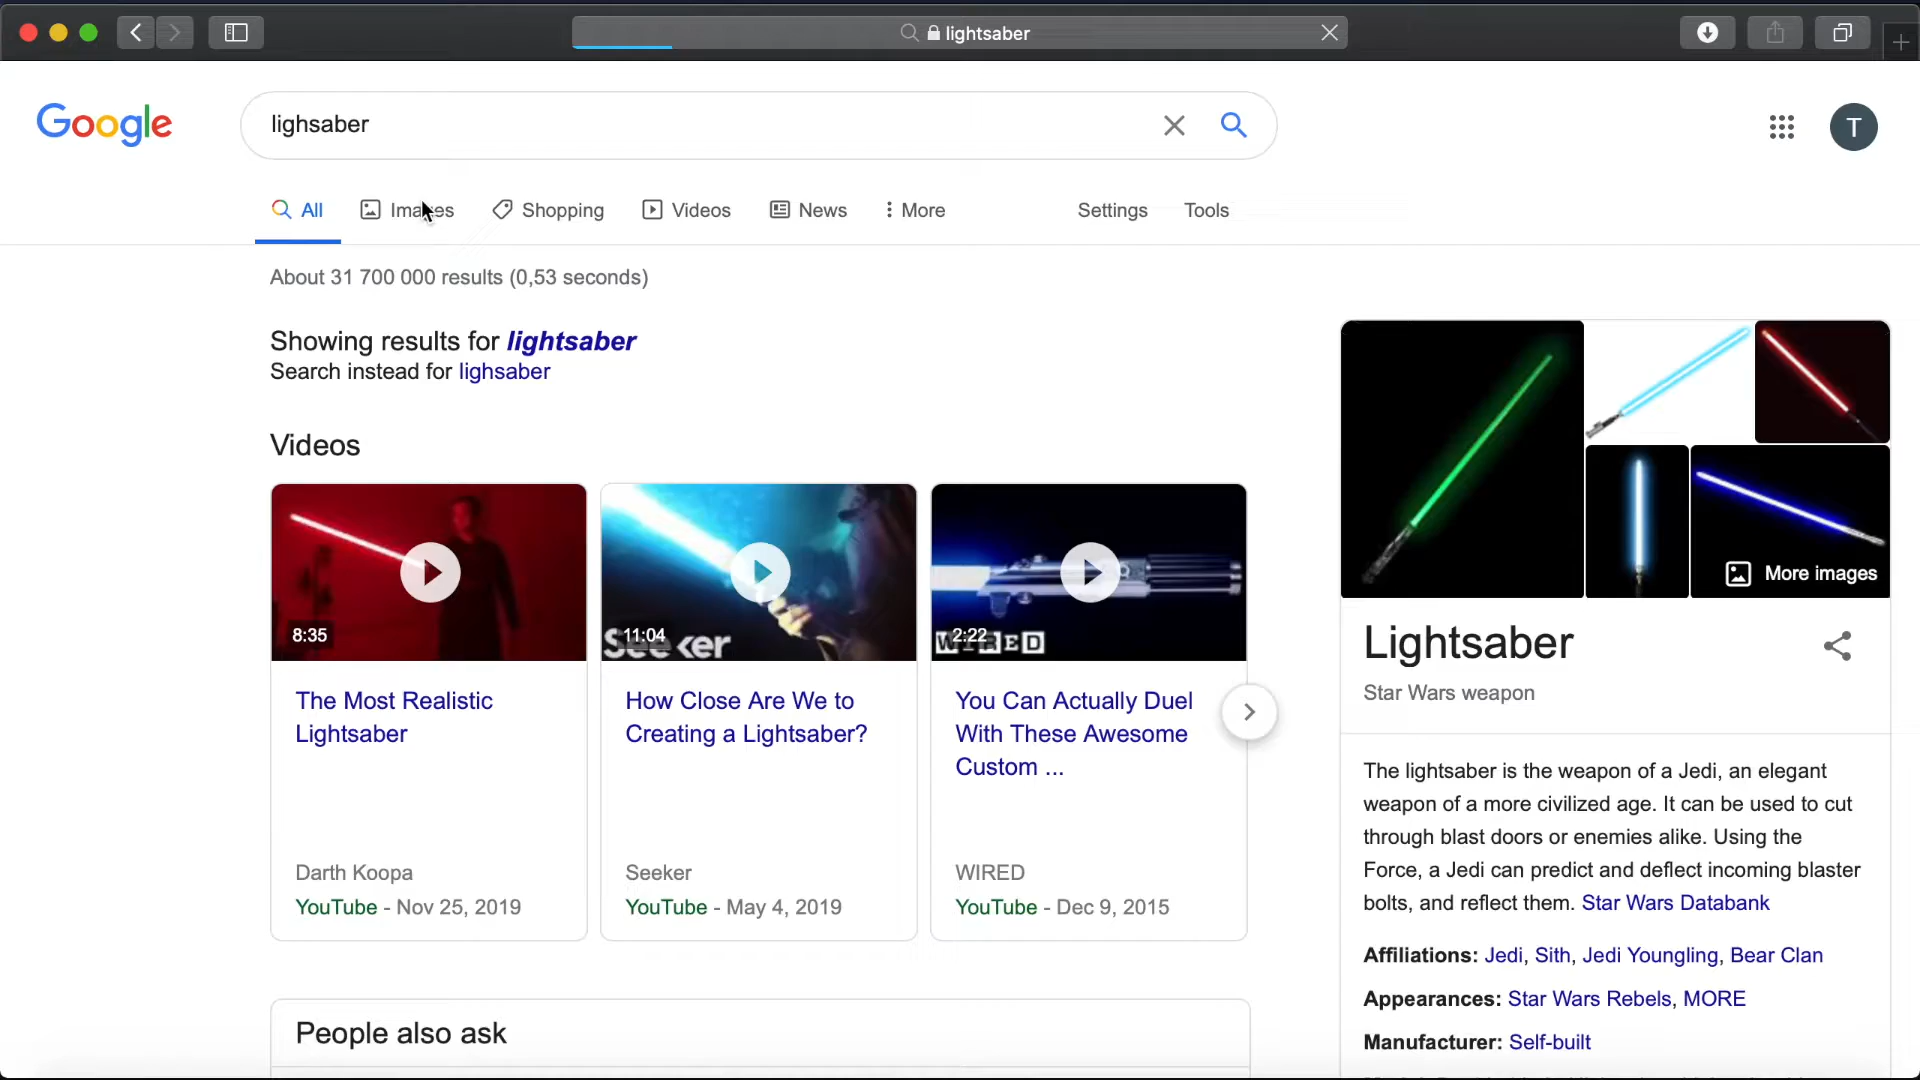 lightsaber
Google
lighsaber
T
All
Images
Shopping
Videos
News
More
Settings
Tools
About 31 700 000 results (0,53 seconds)
Showing results for lightsaber
Search instead for lighsaber
Videos
8:35
The Most Realistic
Lightsaber
Darth Koopa
YouTube - Nov 25, 2019
11:04
Seeker
How Close Are We to
Creating a Lightsaber?
Seeker
YouTube - May 4, 2019
2:22
WIRED
You Can Actually Duel
With These Awesome
Custom ...
WIRED
YouTube - Dec 9, 2015
People also ask
More images
Lightsaber
Star Wars weapon
The lightsaber is the weapon of a Jedi, an elegant
weapon of a more civilized age. It can be used to cut
through blast doors or enemies alike. Using the
Force, a Jedi can predict and deflect incoming blaster
bolts, and reflect them. Star Wars Databank
Affiliations: Jedi, Sith, Jedi Youngling, Bear Clan
Appearances: Star Wars Rebels, MORE
Manufacturer: Self-built